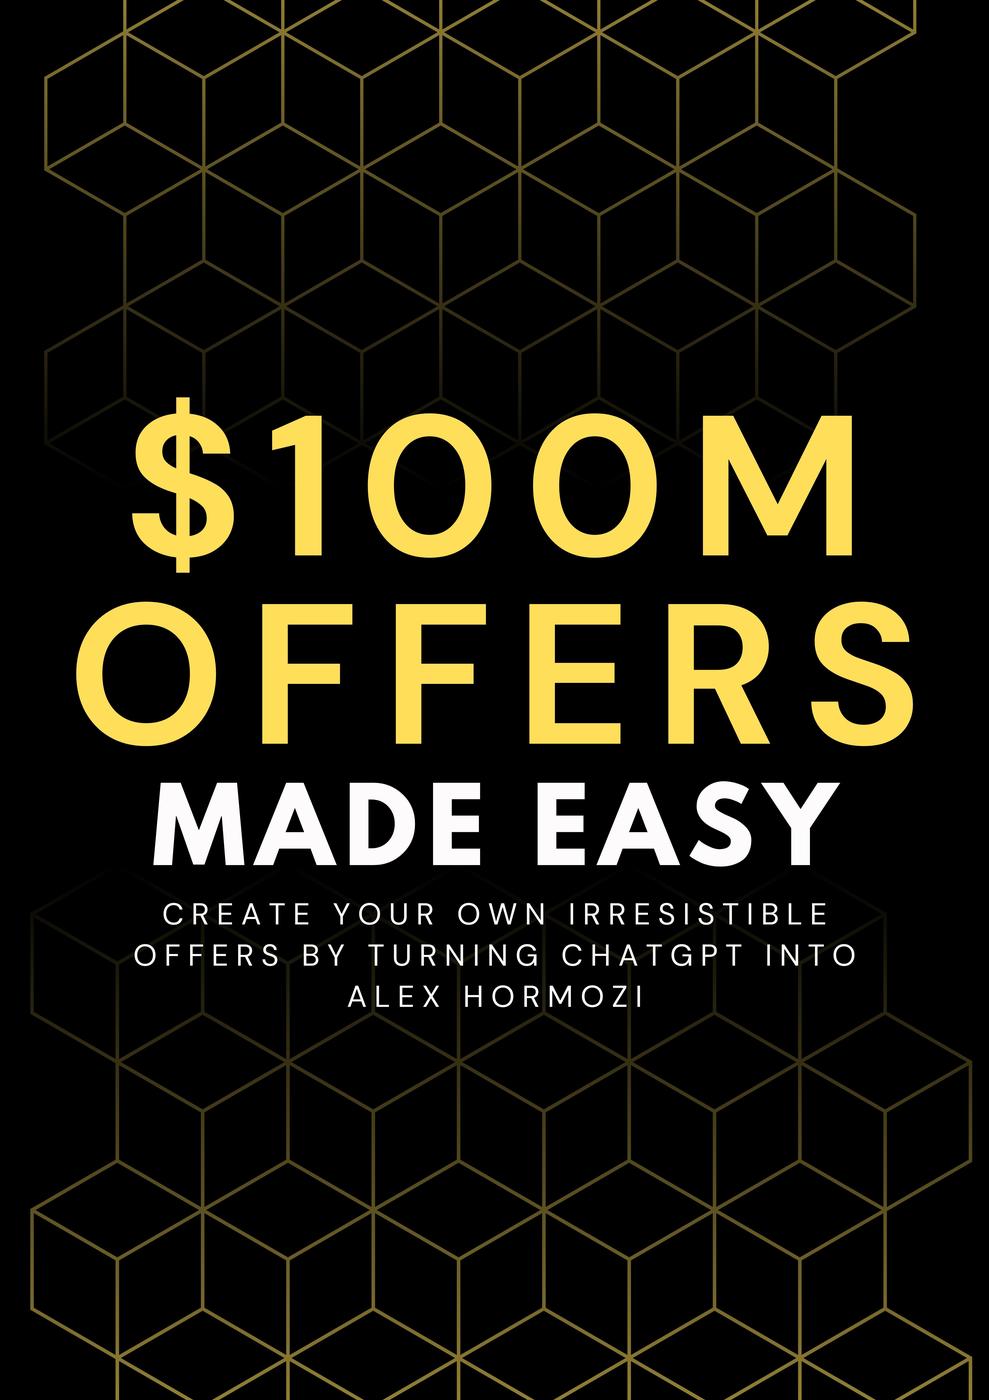 $100M
OFFERS
MADE EASY
CREATE YOUR OWN IRRESISTIBLE
OFFERS BY TURNING CHATGPT INTO
ALEX HORMOZI